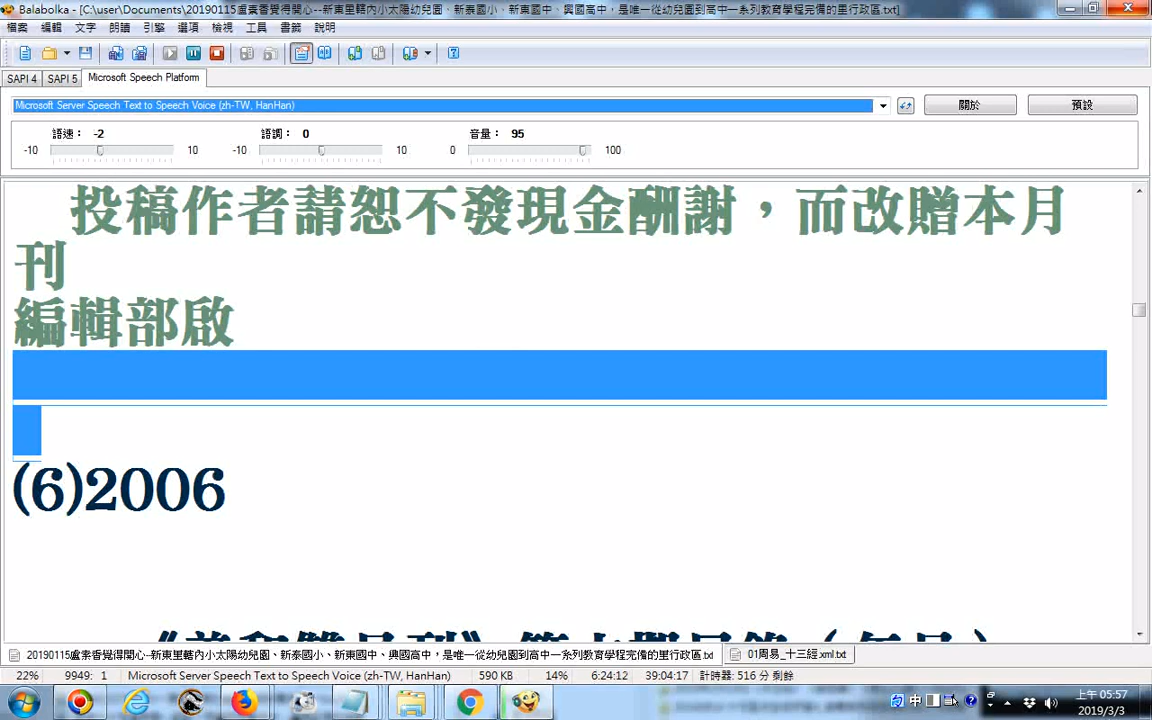 Balabolka - [C:\user\Documents\20190115盧素香覺得開心--新東里轄內小太陽幼兒園、新泰國小、新東國中、興國高中，是唯一從幼兒園到高中一系列教育學程完備的里行政區.txt]
檔案 編輯 文字 朗讀 引擎 選項 檢視 工具 書籤 說明
SAPI 4 SAPI 5 Microsoft Speech Platform
Microsoft Server Speech Text to Speech Voice (zh-TW, HanHan)
關於 預設
語速： -2 語調： 0 音量： 95
-10 10 -10 10 0 100
投稿作者請恕不發現金酬謝，而改贈本月
刊
編輯部啟
(6)2006
20190115盧素香覺得開心--新東里轄內小太陽幼兒園、新泰國小、新東國中、興國高中，是唯一從幼兒園到高中一系列教育學程完備的里行政區.txt 01周易_十三經.xml.txt
22% 9949: 1 Microsoft Server Speech Text to Speech Voice (zh-TW, HanHan) 590 KB 14% 6:24:12 39:04:17 計時器: 516 分 剩餘
中
上午 05:57
2019/3/3